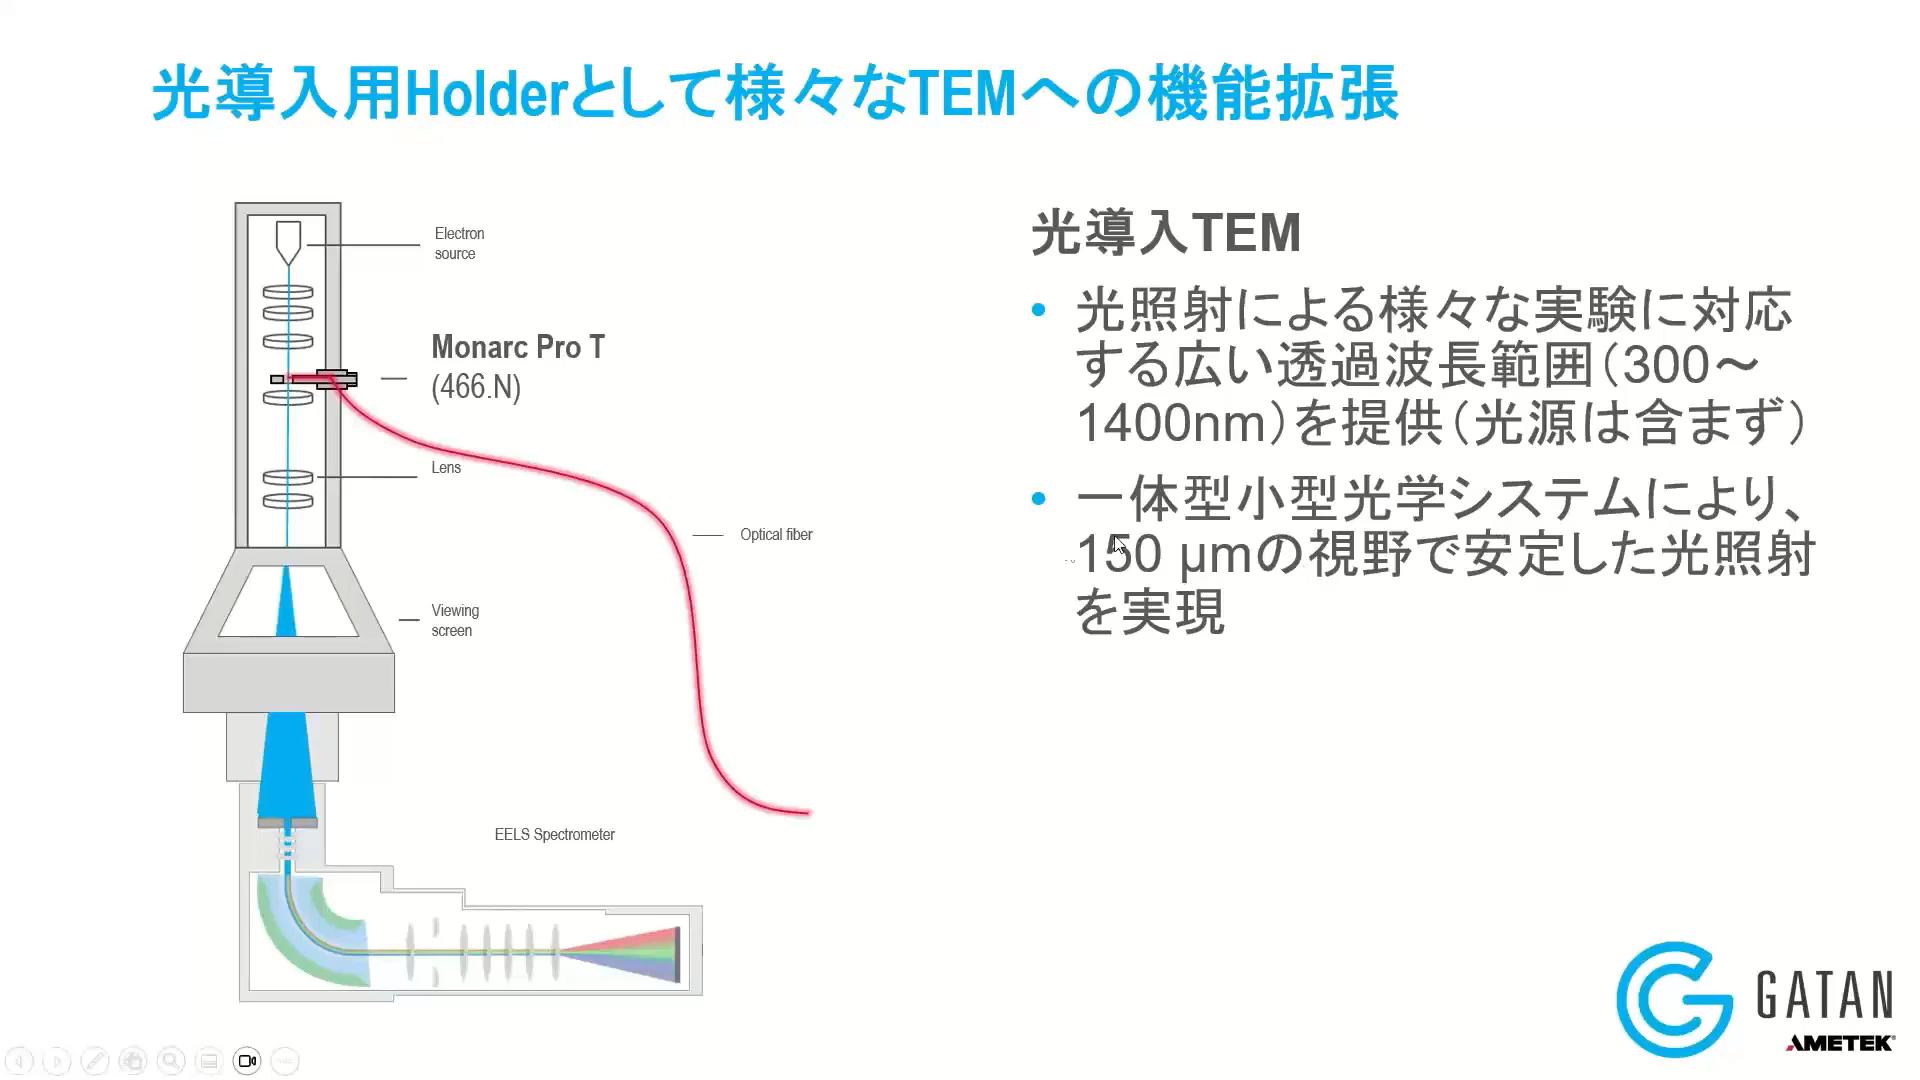 光導入用Holderとして様々なTEMへの機能拡張
Electron
source
Monarc Pro T
(466.N)
Lens
Optical fiber
Viewing
screen
EELS Spectrometer
光導入TEM
• 光照射による様々な実験に対応
する広い透過波長範囲（300～
1400nm）を提供（光源は含まず）
• 一体型小型光学システムにより、
150 μmの視野で安定した光照射
を実現
GATAN
AMETEK®